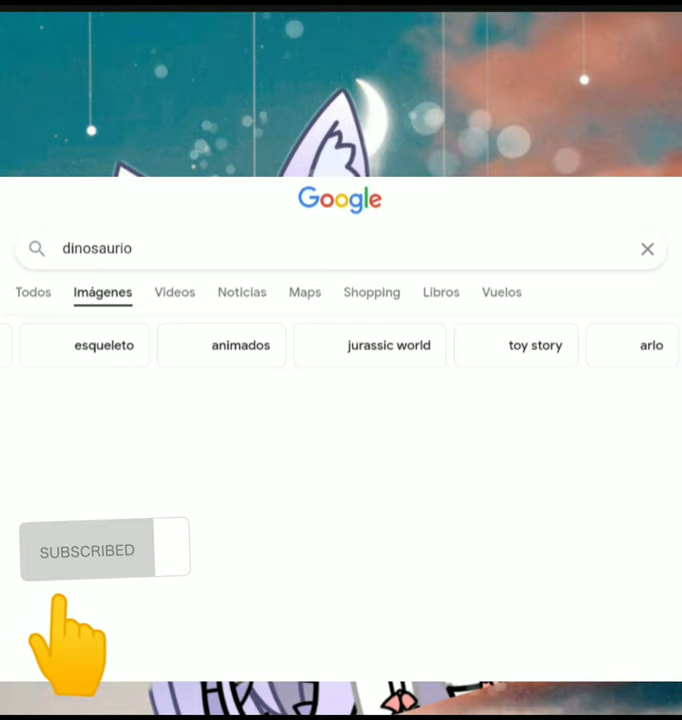 Google
dinosaurio
Todos Imágenes Videos Noticias Maps Shopping Libros Vuelos
esqueleto animados jurassic world toy story arlo
SUBSCRIBED